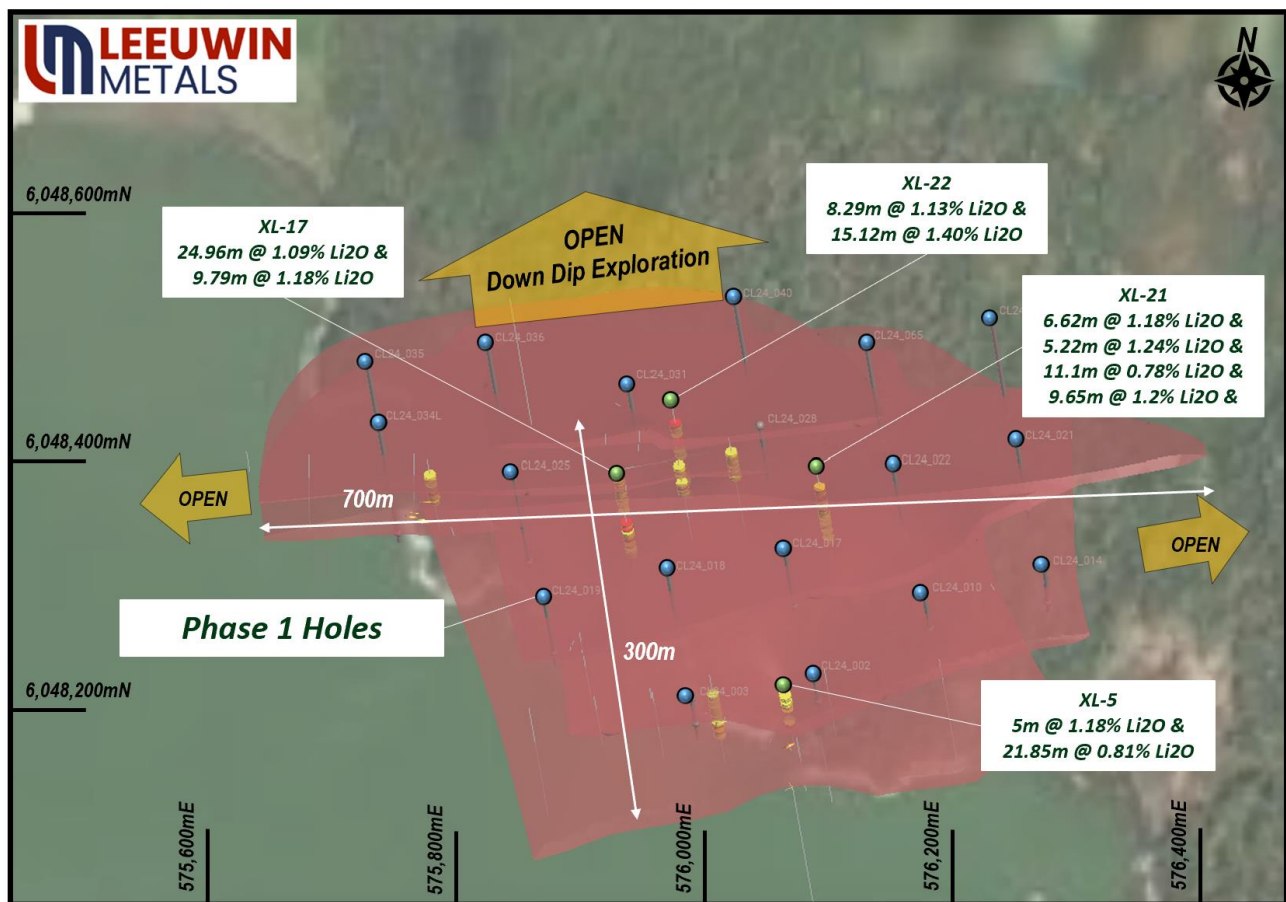 LEEUWIN
METALS
N
6,048,600mN
XL-22
8.29m @ 1.13% Li2O &
15.12m @ 1.40% Li2O
XL-17
24.96m @ 1.09% Li2O &
9.79m @ 1.18% Li2O
OPEN
Down Dip Exploration
XL-21
6.62m @ 1.18% Li2O &
5.22m @ 1.24% Li2O &
11.1m @ 0.78% Li2O &
9.65m @ 1.2% Li2O &
CL24_040
CL24_036
CL24_065
CL24_035
CL24_031
CL24_034L
CL24_028
6,048,400mN
CL24_021
CL24_022
CL24_025
OPEN
700m
OPEN
CL24_017
CL24_018
CL24_014
CL24_019
CL24_010
Phase 1 Holes
300m
CL24_002
6,048,200mN
CL24_003
XL-5
5m @ 1.18% Li2O &
21.85m @ 0.81% Li2O
575,600mE
575,800mE
576,000mE
576,200mE
576,400mE